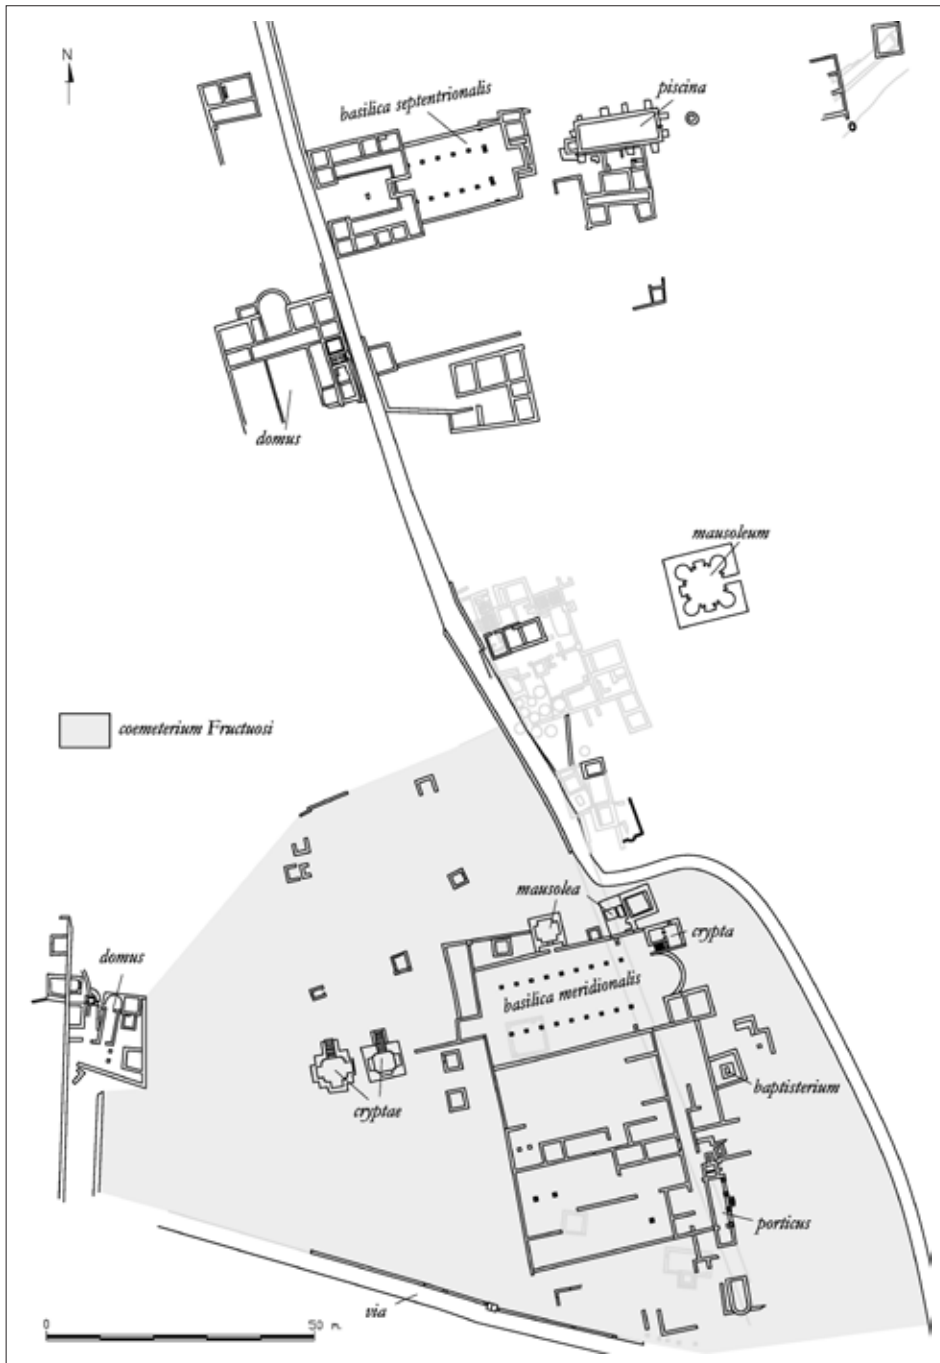 N
basilica septentrionalis
piscina
domus
mausoleum
coemeterium Fructuosi
mausolea
crypta
domus
basilica meridionalis
baptisterium
cryptae
porticus
via
0
50 m.